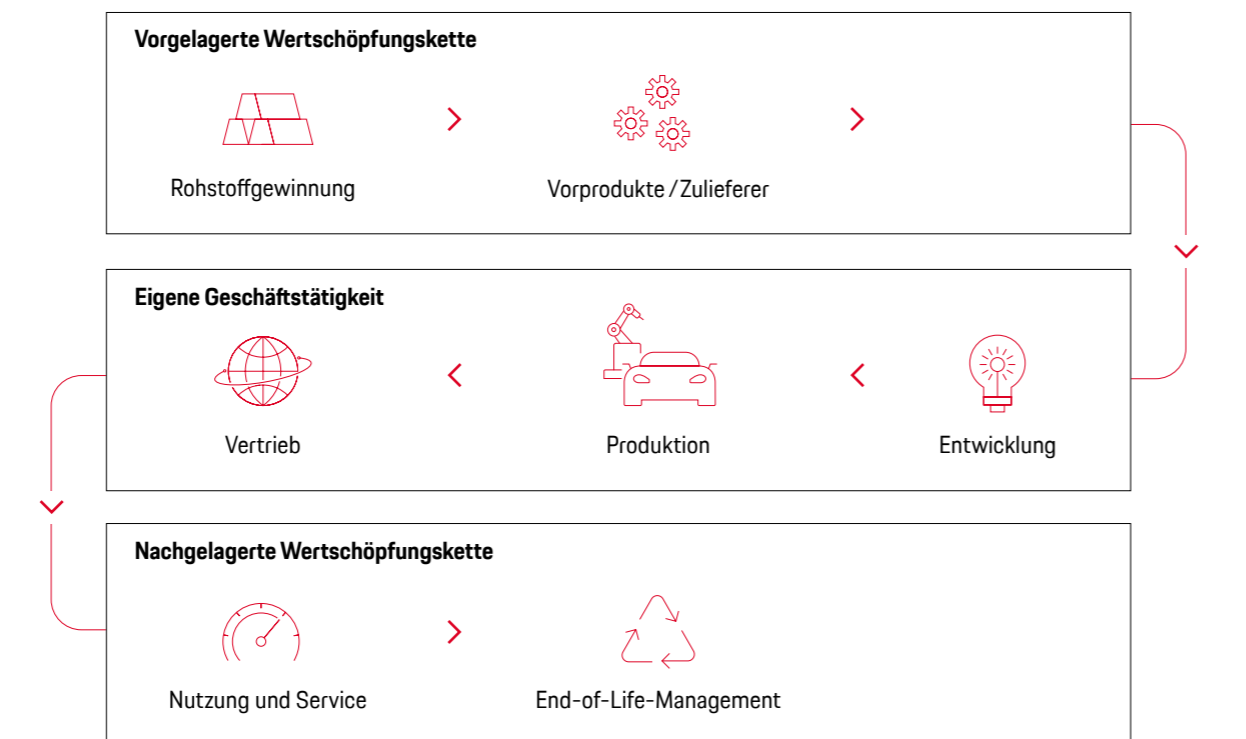 Vorgelagerte Wertschöpfungskette
Rohstoffgewinnung
Vorprodukte / Zulieferer
Eigene Geschäftstätigkeit
Vertrieb
Produktion
Entwicklung
Nachgelagerte Wertschöpfungskette
Nutzung und Service
End-of-Life-Management